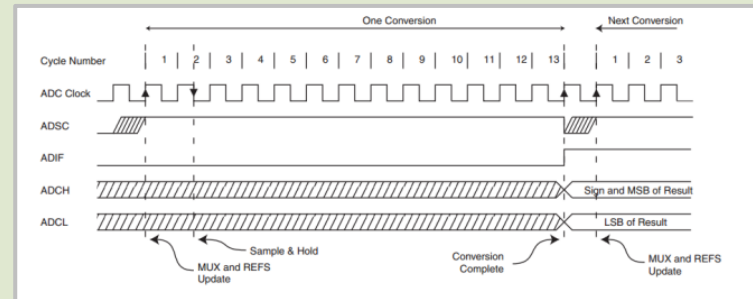 One Conversion Next Conversion
Cycle Number 1 2 3 4 5 6 7 8 9 10 11 12 13 1 2 3
ADC Clock
ADSC
ADIF
ADCH Sign and MSB of Result
ADCL LSB of Result
Sample & Hold
MUX and REFS
Update
Conversion
Complete
MUX and REFS
Update